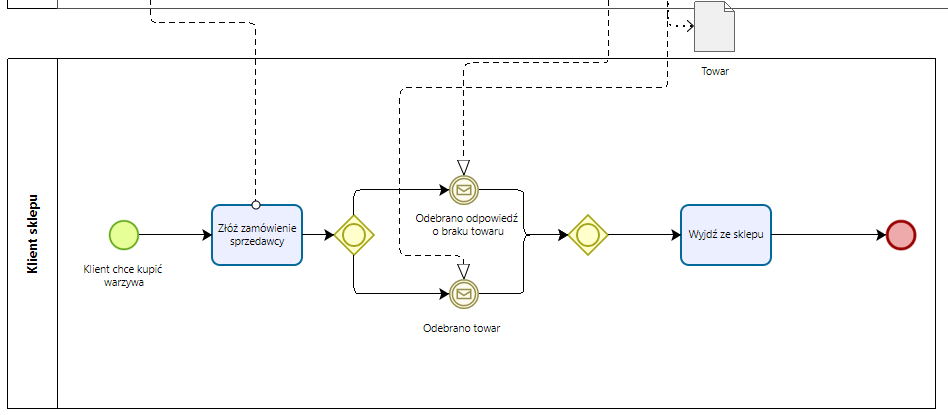 Towar
Klient sklepu
Klient chce kupić
warzywa
Złóż zamówienie
sprzedawcy
Odebrano odpowiedź
o braku towaru
Odebrano towar
Wyjdź ze sklepu